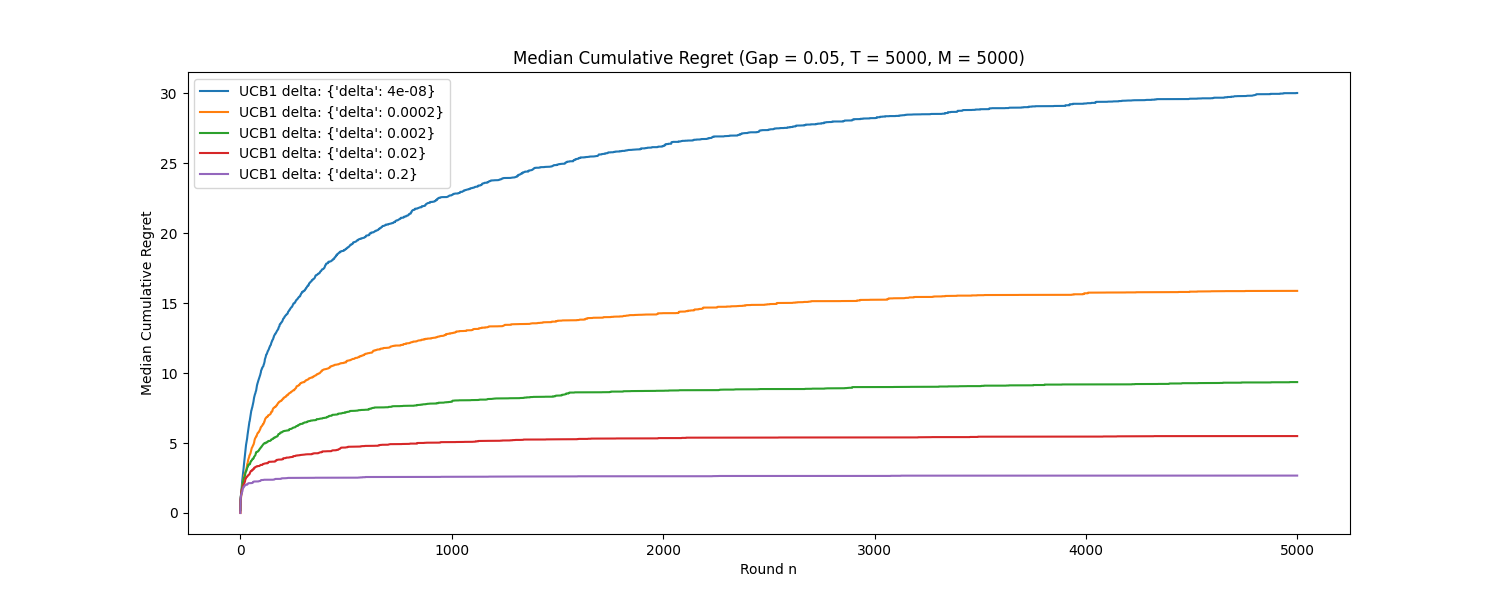 Median Cumulative Regret (Gap = 0.05, T = 5000, M = 5000)
UCB1 delta: {'delta': 4e-08}
UCB1 delta: {'delta': 0.0002}
UCB1 delta: {'delta': 0.002}
UCB1 delta: {'delta': 0.02}
UCB1 delta: {'delta': 0.2}
Median Cumulative Regret
30
25
20
15
10
5
0
0 1000 2000 3000 4000 5000
Round n